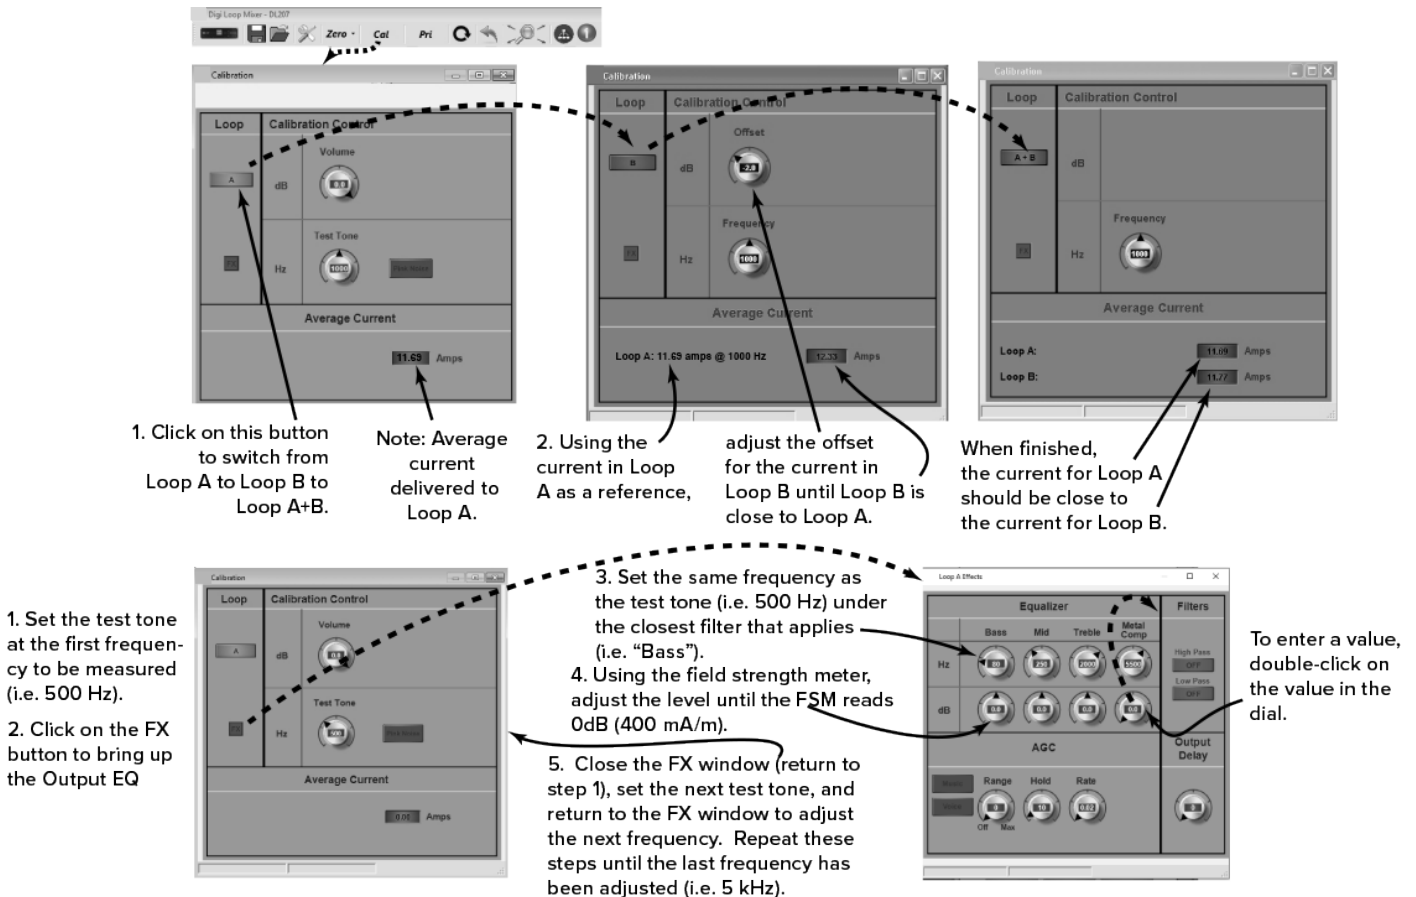 Digi Loop Mixer - DL207
Zero Cal Pri
Calibration
Loop Calibration Control
Volume
A
dB
0.0
Test Tone
FX
Hz
1000
Pink Noise
Average Current
11.69 Amps
Calibration
Loop Calibration Control
Offset
B
dB
-2.0
Frequency
FX
Hz
1000
Average Current
Loop A: 11.69 amps @ 1000 Hz
12.33 Amps
Calibration
Loop Calibration Control
A + B
dB
Frequency
FX
Hz
1000
Average Current
Loop A: Amps
Loop B: 11.77 Amps
1. Click on this button
to switch from
Loop A to Loop B to
Loop A+B.
Note: Average
current
delivered to
Loop A.
2. Using the
current in Loop
A as a reference,
adjust the offset
for the current in
Loop B until Loop B is
close to Loop A.
When finished,
the current for Loop A
should be close to
the current for Loop B.
1. Set the test tone
at the first frequen-
cy to be measured
(i.e. 500 Hz).
2. Click on the FX
button to bring up
the Output EQ
Calibration
Loop Calibration Control
Volume
A
dB
0.0
Test Tone
FX
Hz
500
Pink Noise
Average Current
0.00 Amps
3. Set the same frequency as
the test tone (i.e. 500 Hz) under
the closest filter that applies
(i.e. “Bass”).
4. Using the field strength meter,
adjust the level until the FSM reads
0dB (400 mA/m).
5. Close the FX window (return to
step 1), set the next test tone, and
return to the FX window to adjust
the next frequency. Repeat these
steps until the last frequency has
been adjusted (i.e. 5 kHz).
Loop A Effects
Equalizer Filters
Bass Mid Treble Metal
Comp
Hz
80 250 2000 5500
High Pass
OFF
Low Pass
OFF
dB
0.0 0.0 0.0 0.0
AGC
Output
Delay
Range Hold Rate
0 10 0.02 0
Off Max
To enter a value,
double-click on
the value in the
dial.